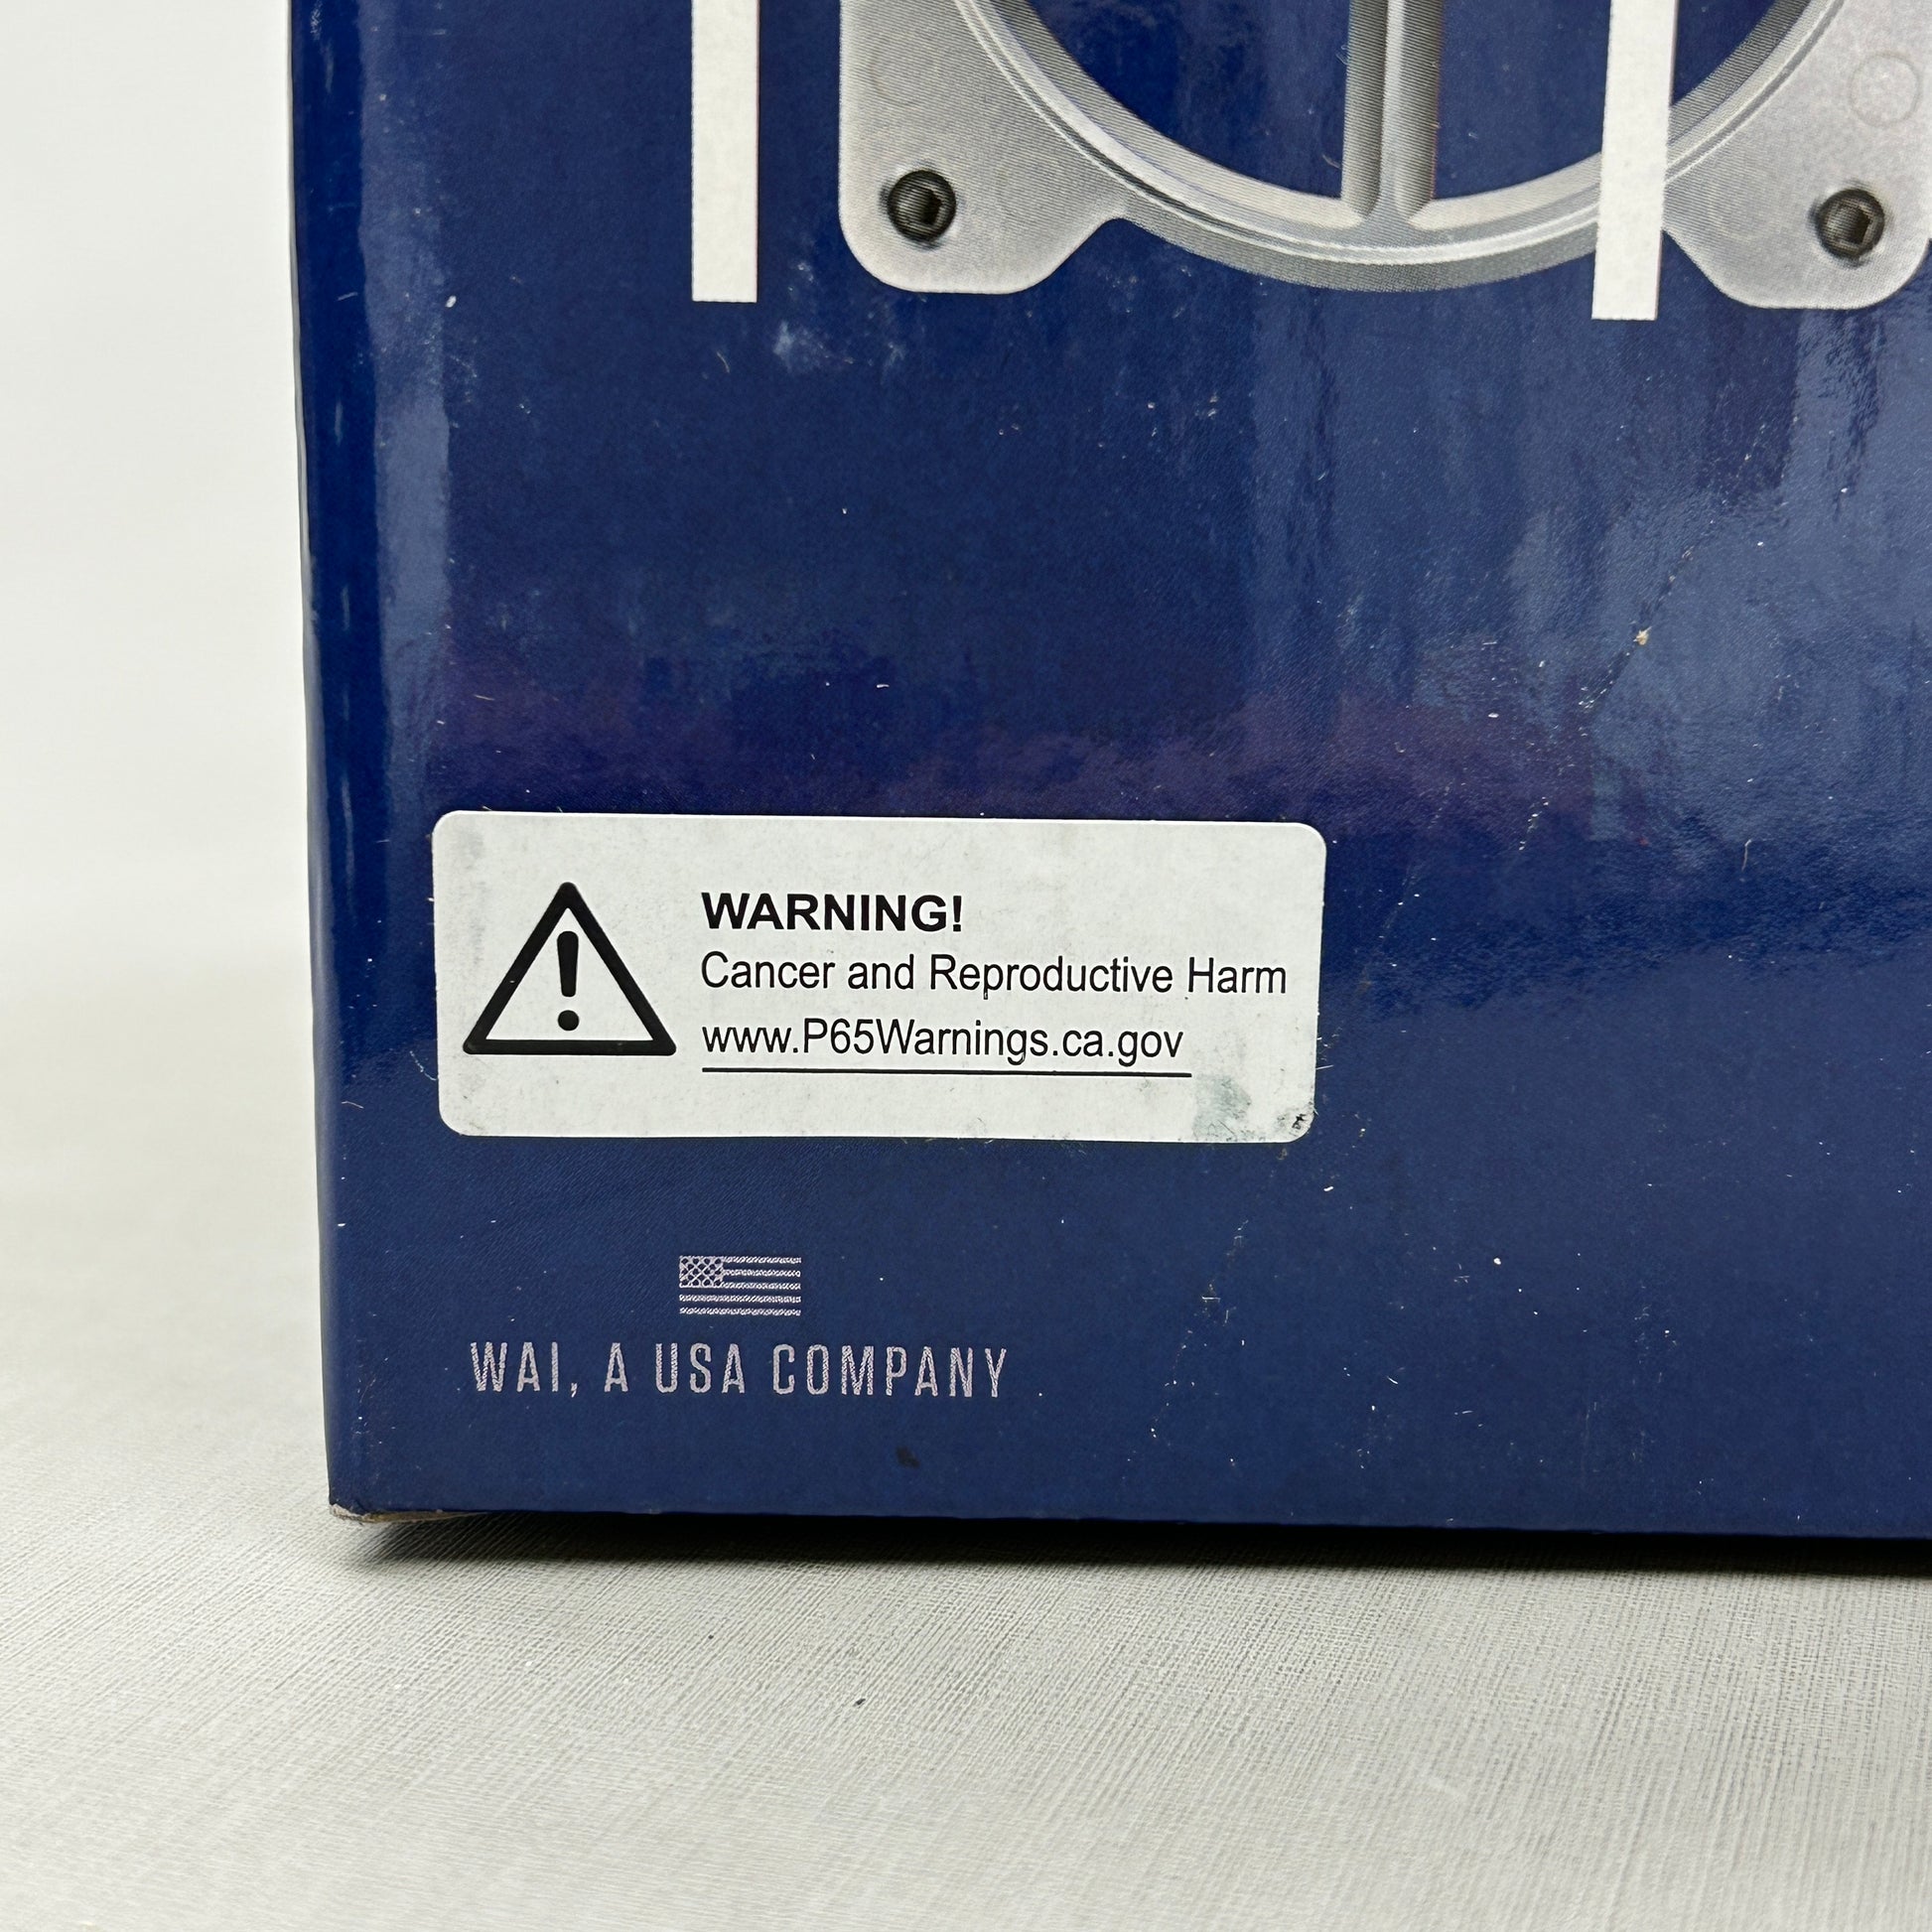 WARNING!
Cancer and Reproductive Harm
www.P65Warnings.ca.gov
WAI, A USA COMPANY